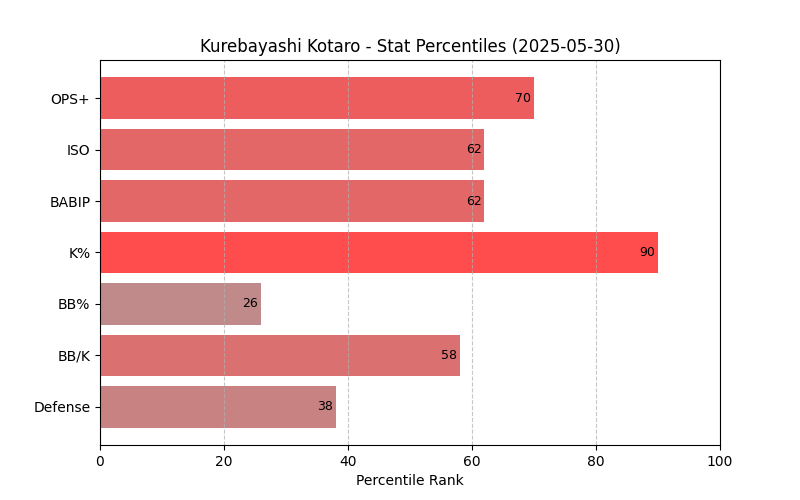 Kurebayashi Kotaro - Stat Percentiles (2025-05-30)
OPS+ 70
ISO 62
BABIP 62
K% 90
BB% 26
BB/K 58
Defense 38
0 20 40 60 80 100
Percentile Rank